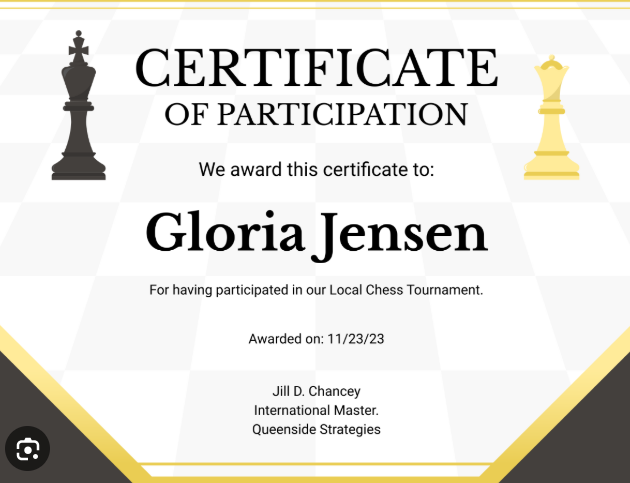 CERTIFICATE
OF PARTICIPATION
We award this certificate to:
Gloria Jensen
For having participated in our Local Chess Tournament.
Awarded on: 11/23/23
Jill D. Chancey
International Master.
Queenside Strategies